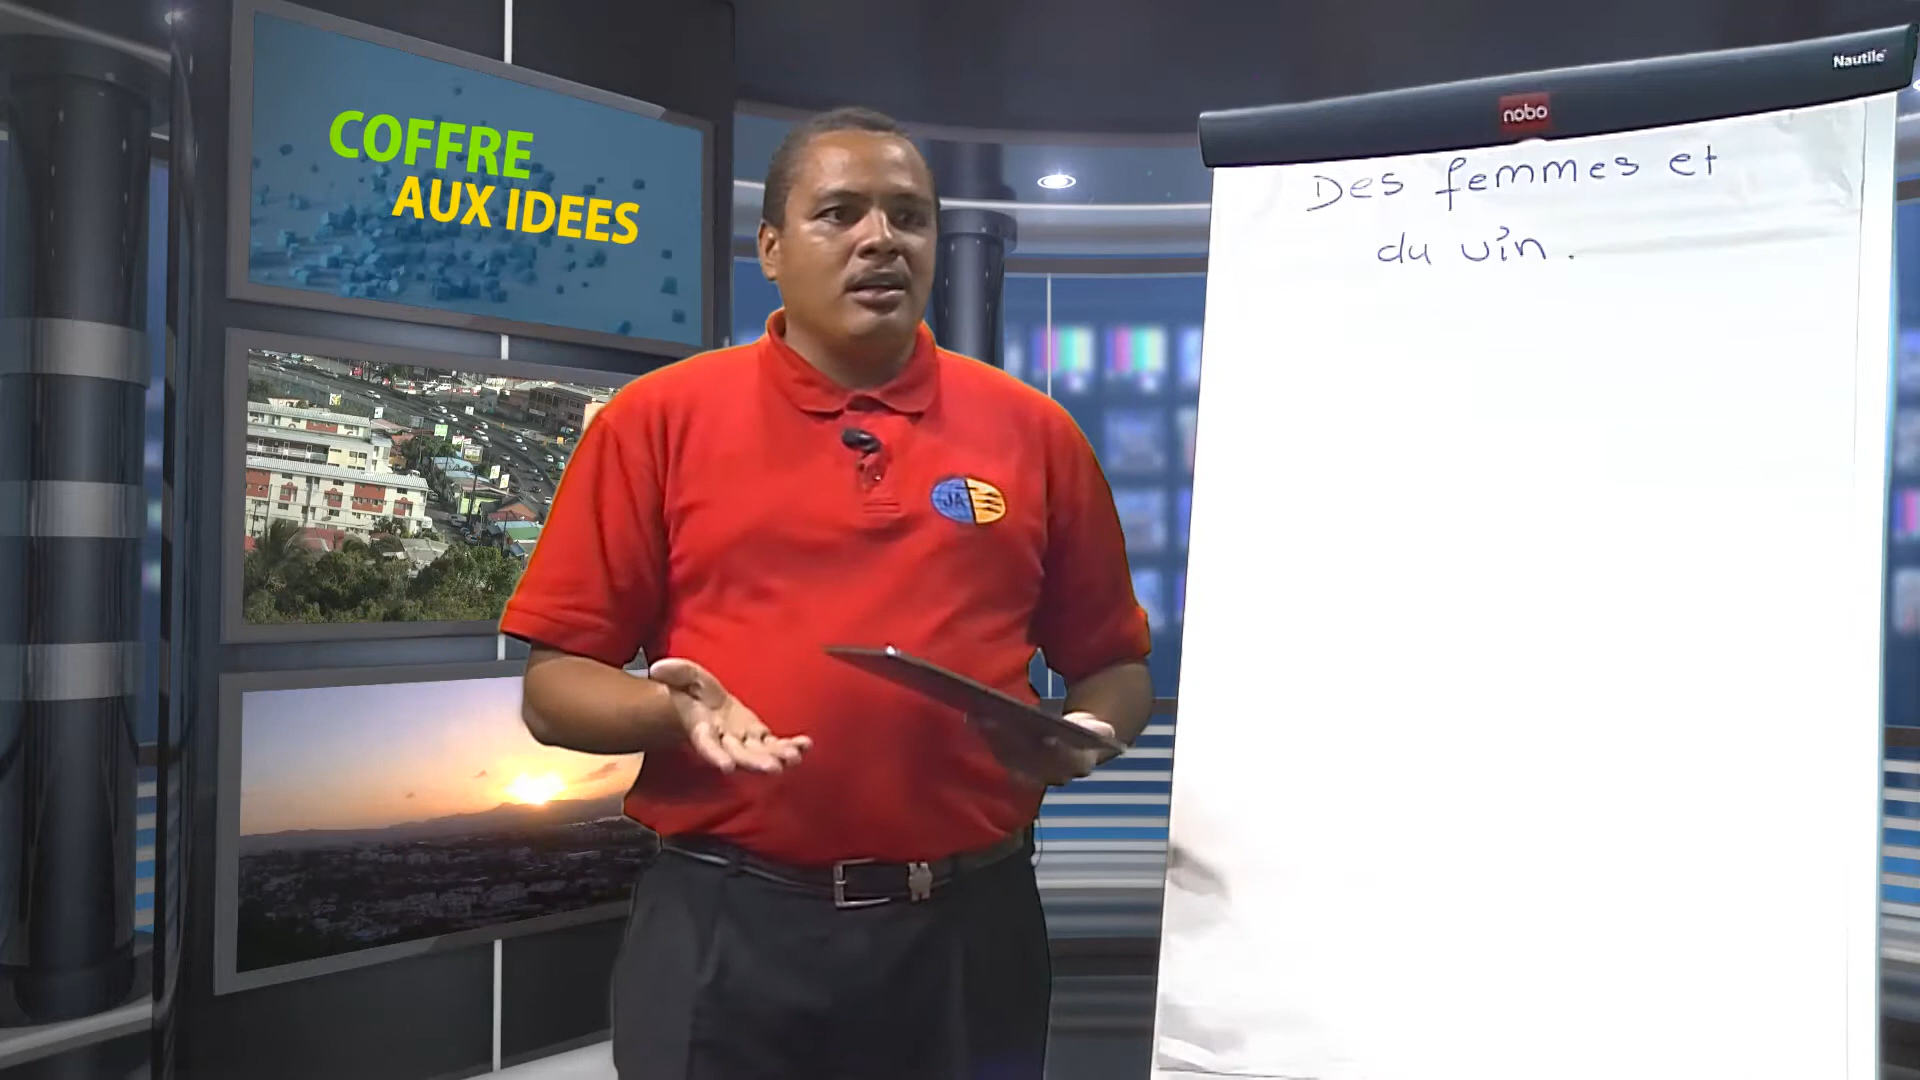 COFFRE
AUX IDEES
Nautile
nobo
Des femmes et
du vin.
JA